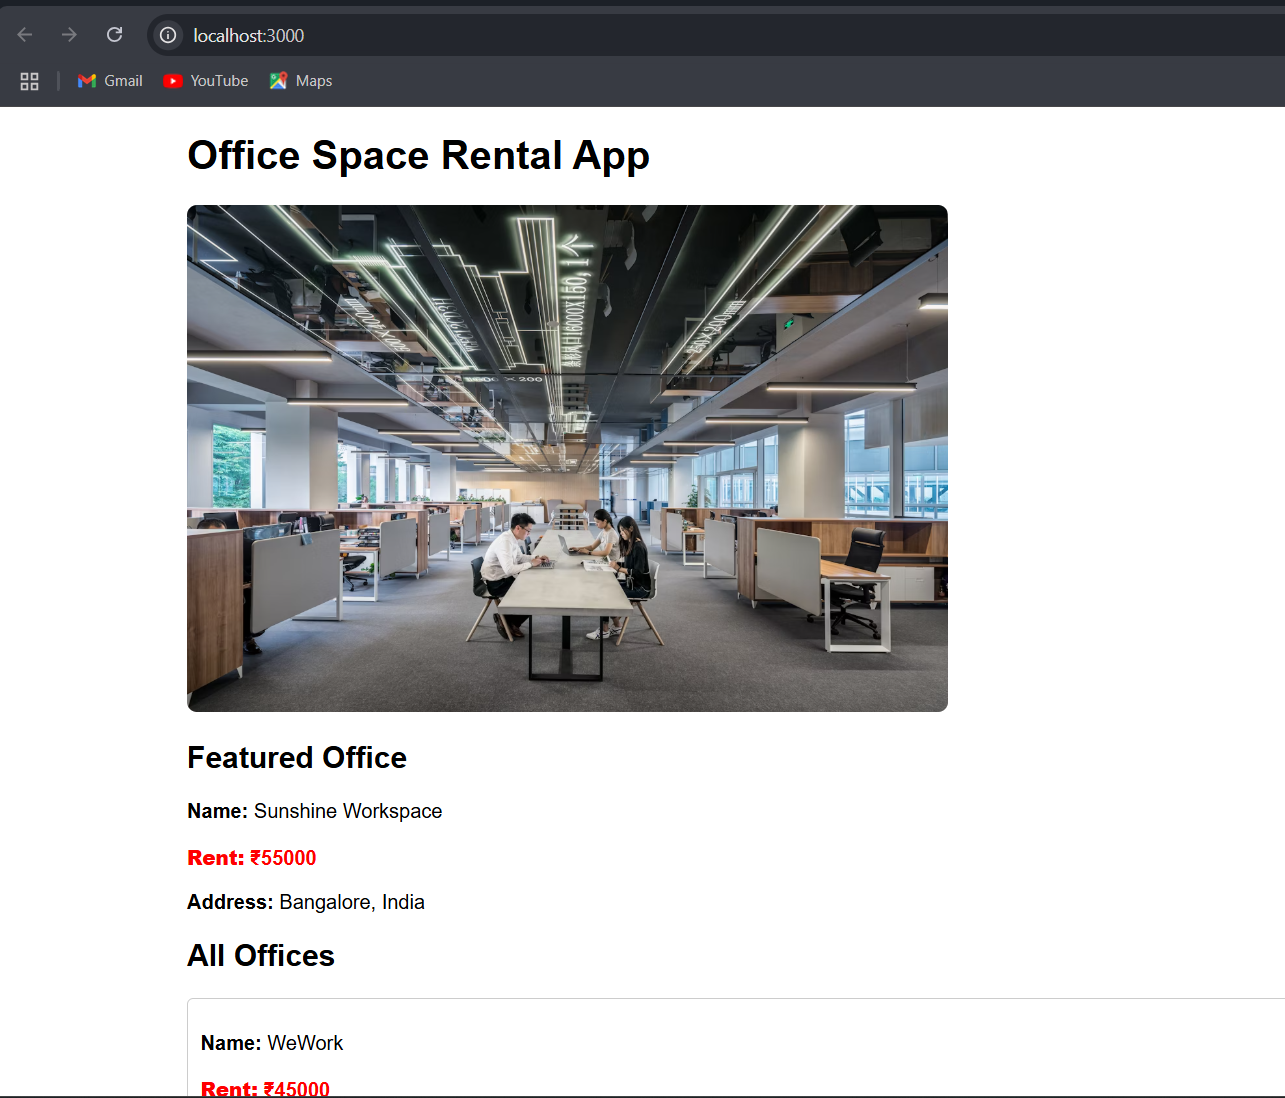 localhost:3000
Gmail YouTube Maps
Office Space Rental App
Featured Office
Name: Sunshine Workspace
Rent: ₹55000
Address: Bangalore, India
All Offices
Name: WeWork
Rent: ₹45000